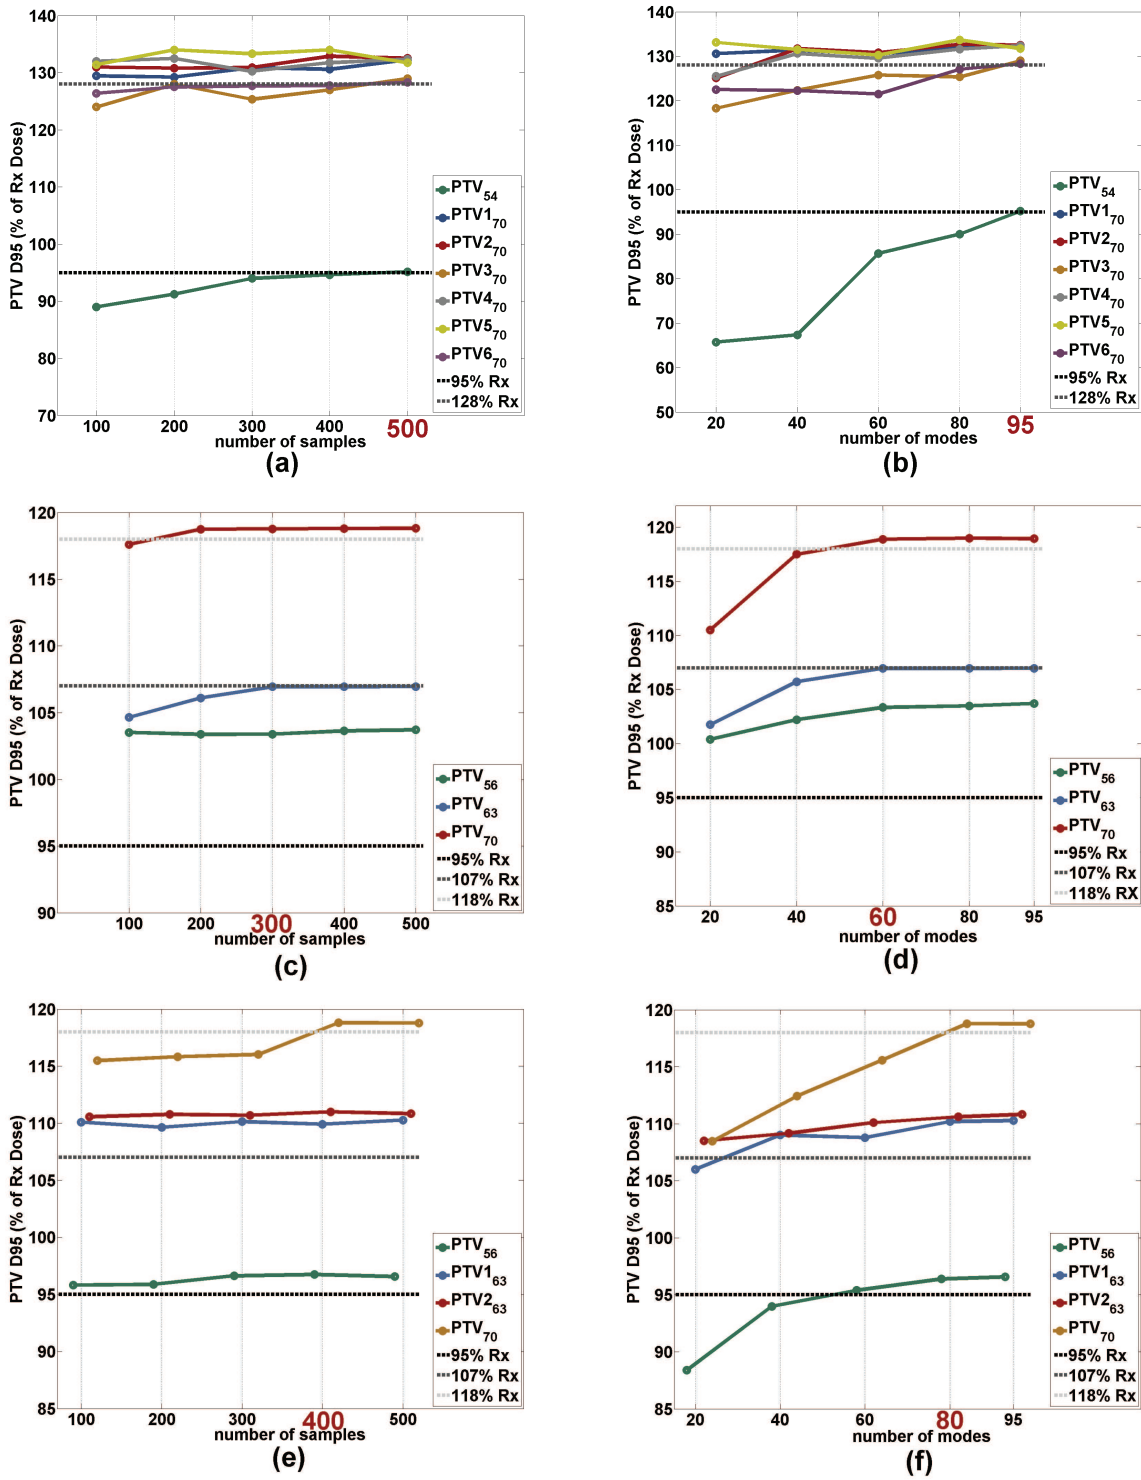 140
130
120
110
100
90
80
70
PTV D95 (% of Rx Dose)
PTV54
PTV170
PTV270
PTV370
PTV470
PTV570
PTV670
95% Rx
128% Rx
100 200 300 400 500
number of samples
(a)
140
130
120
110
100
90
80
70
60
50
PTV D95 (% of Rx Dose)
PTV54
PTV170
PTV270
PTV370
PTV470
PTV570
PTV670
95% Rx
128% Rx
20 40 60 80 95
number of modes
(b)
120
115
110
105
100
95
90
PTV D95 (% of Rx Dose)
PTV56
PTV63
PTV70
95% Rx
107% Rx
118% Rx
100 200 300 400 500
number of samples
(c)
120
115
110
105
100
95
90
85
PTV D95 (% of Rx Dose)
PTV56
PTV63
PTV70
95% Rx
107% Rx
118% RX
20 40 60 80 95
number of modes
(d)
120
115
110
105
100
95
90
85
PTV D95 (% of Rx Dose)
PTV56
PTV163
PTV263
PTV70
95% Rx
107% Rx
118% Rx
100 200 300 400 500
number of samples
(e)
120
115
110
105
100
95
90
85
PTV D95 (% of Rx Dose)
PTV56
PTV163
PTV263
PTV70
95% Rx
107% Rx
118% Rx
20 40 60 80 95
number of modes
(f)